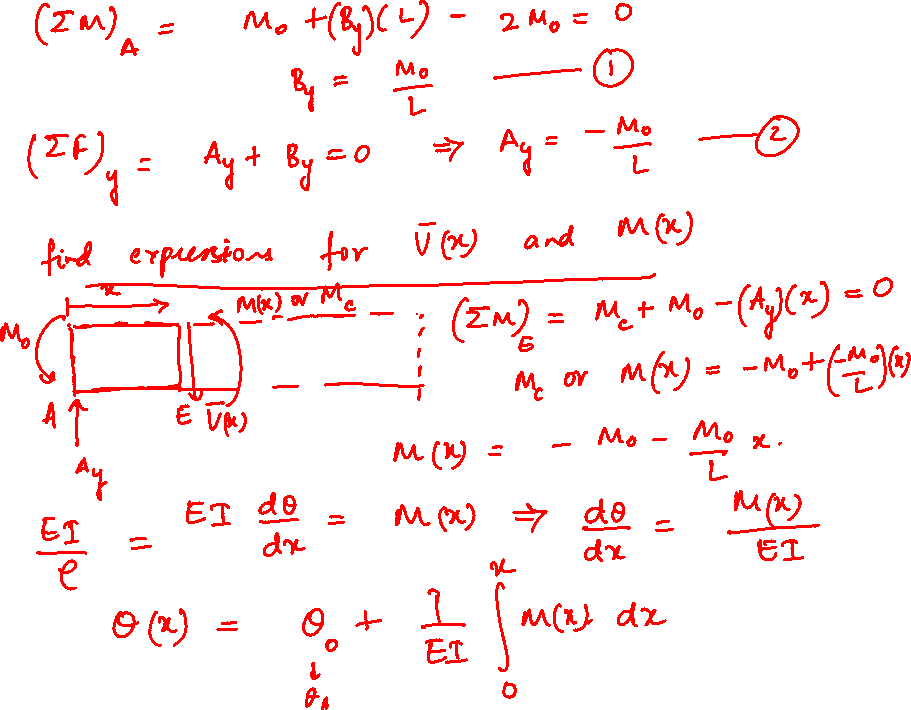 (ΣM)_A = M₀ + (B_y)(L) - 2M₀ = 0
B_y = M₀/L —— ①
(ΣF)_y = A_y + B_y = 0 ⇒ A_y = -M₀/L —— ②
find expressions for V̄(x) and M(x)
x
M(x) or M_c
M₀
A
E V̄(x)
A_y
(ΣM)_E = M_c + M₀ - (A_y)(x) = 0
M_c or M(x) = -M₀ + (-M₀/L)(x)
M(x) = - M₀ - M₀/L x.
EI/ρ = EI dθ/dx = M(x) ⇒ dθ/dx = M(x)/EI
θ(x) = θ₀ + 1/EI ∫₀ˣ M(x) dx
↓
θ_A